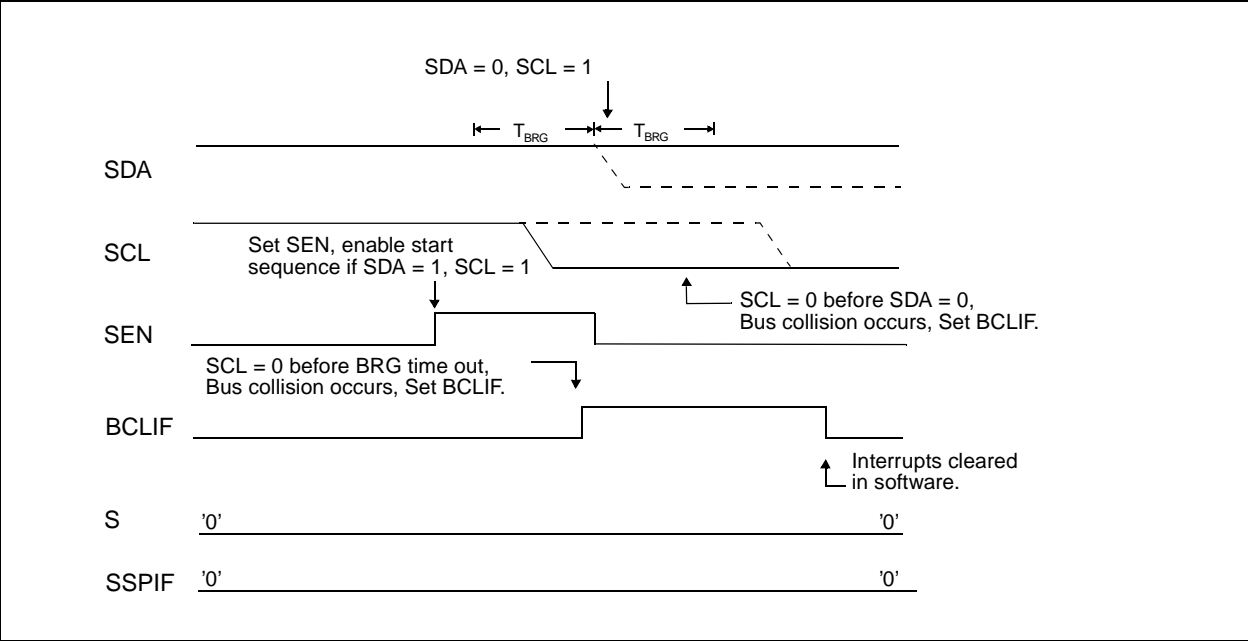 SDA = 0, SCL = 1
TBRG TBRG
SDA
SCL
Set SEN, enable start
sequence if SDA = 1, SCL = 1
SCL = 0 before SDA = 0,
Bus collision occurs, Set BCLIF.
SEN
SCL = 0 before BRG time out,
Bus collision occurs, Set BCLIF.
BCLIF
Interrupts cleared
in software.
S '0' '0'
SSPIF '0' '0'